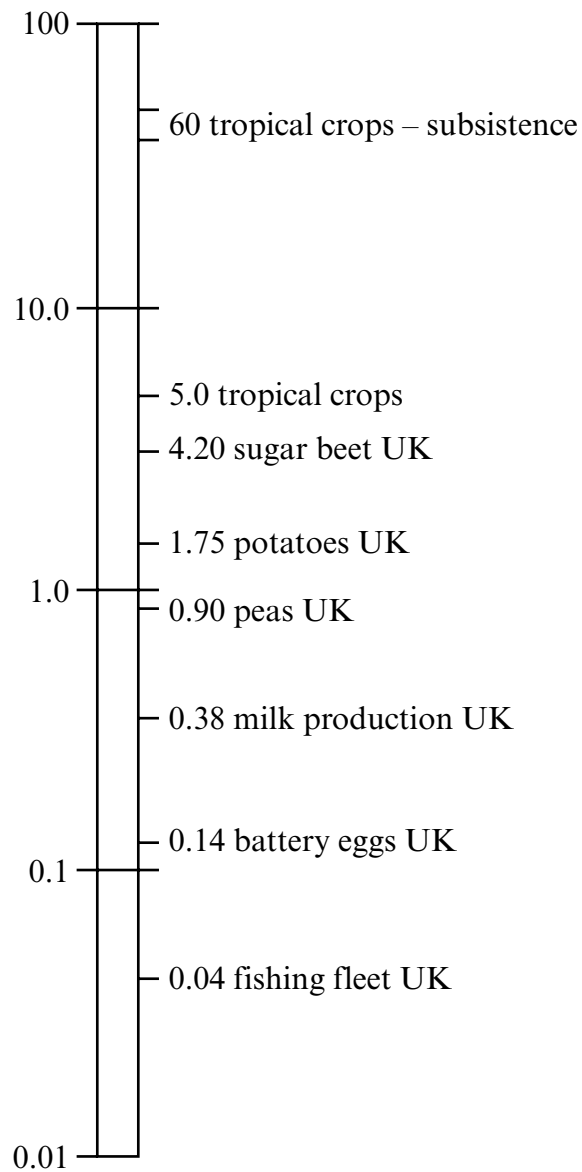 100
60 tropical crops – subsistence
10.0
5.0 tropical crops
4.20 sugar beet UK
1.75 potatoes UK
1.0
0.90 peas UK
0.38 milk production UK
0.14 battery eggs UK
0.1
0.04 fishing fleet UK
0.01